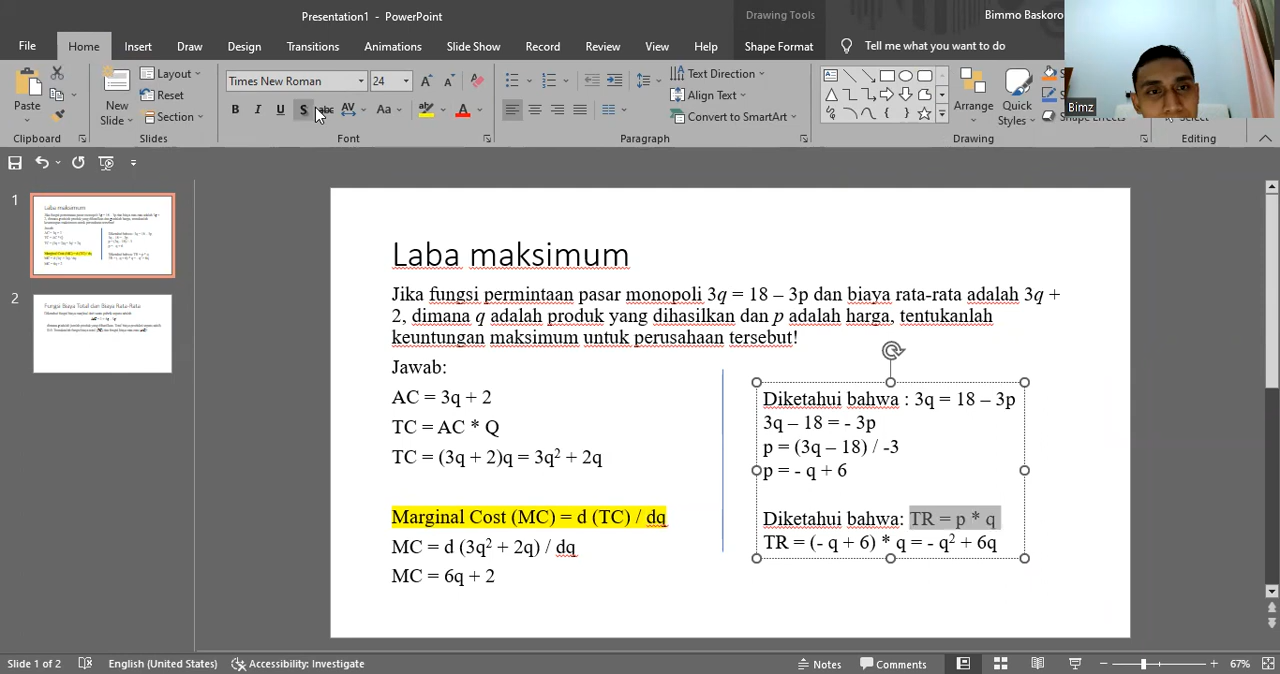 Presentation1 - PowerPoint
Drawing Tools
Bimmo Baskoro
File Home Insert Draw Design Transitions Animations Slide Show Record Review View Help Shape Format Tell me what you want to do
Paste
Clipboard
New Slide
Layout
Reset
Section
Slides
Times New Roman 24
B I U S abc AV Aa A
Font
Text Direction
Align Text
Convert to SmartArt
Paragraph
Arrange
Quick Styles
Drawing
Editing
Bimz
1
2
Laba maksimum
Jika fungsi permintaan pasar monopoli 3q = 18 – 3p dan biaya rata-rata adalah 3q +
2, dimana q adalah produk yang dihasilkan dan p adalah harga, tentukanlah
keuntungan maksimum untuk perusahaan tersebut!
Jawab:
AC = 3q + 2
TC = AC * Q
TC = (3q + 2)q = 3q² + 2q
Marginal Cost (MC) = d (TC) / dq
MC = d (3q² + 2q) / dq
MC = 6q + 2
Diketahui bahwa : 3q = 18 – 3p
3q – 18 = - 3p
p = (3q – 18) / -3
p = - q + 6
Diketahui bahwa: TR = p * q
TR = (- q + 6) * q = - q² + 6q
Slide 1 of 2 English (United States) Accessibility: Investigate Notes Comments 67%